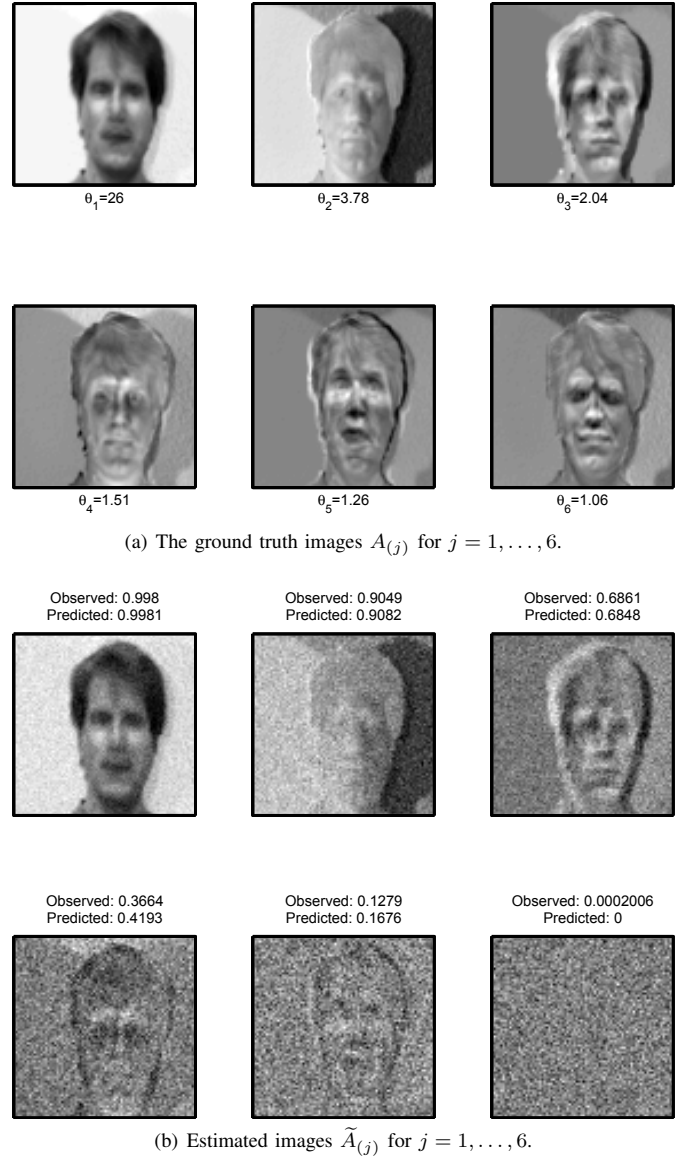 θ₁=26 θ₂=3.78 θ₃=2.04
θ₄=1.51 θ₅=1.26 θ₆=1.06
(a) The ground truth images A₍ⱼ₎ for j = 1, . . . , 6.
Observed: 0.998 Observed: 0.9049 Observed: 0.6861
Predicted: 0.9981 Predicted: 0.9082 Predicted: 0.6848
Observed: 0.3664 Observed: 0.1279 Observed: 0.0002006
Predicted: 0.4193 Predicted: 0.1676 Predicted: 0
(b) Estimated images Ã₍ⱼ₎ for j = 1, . . . , 6.